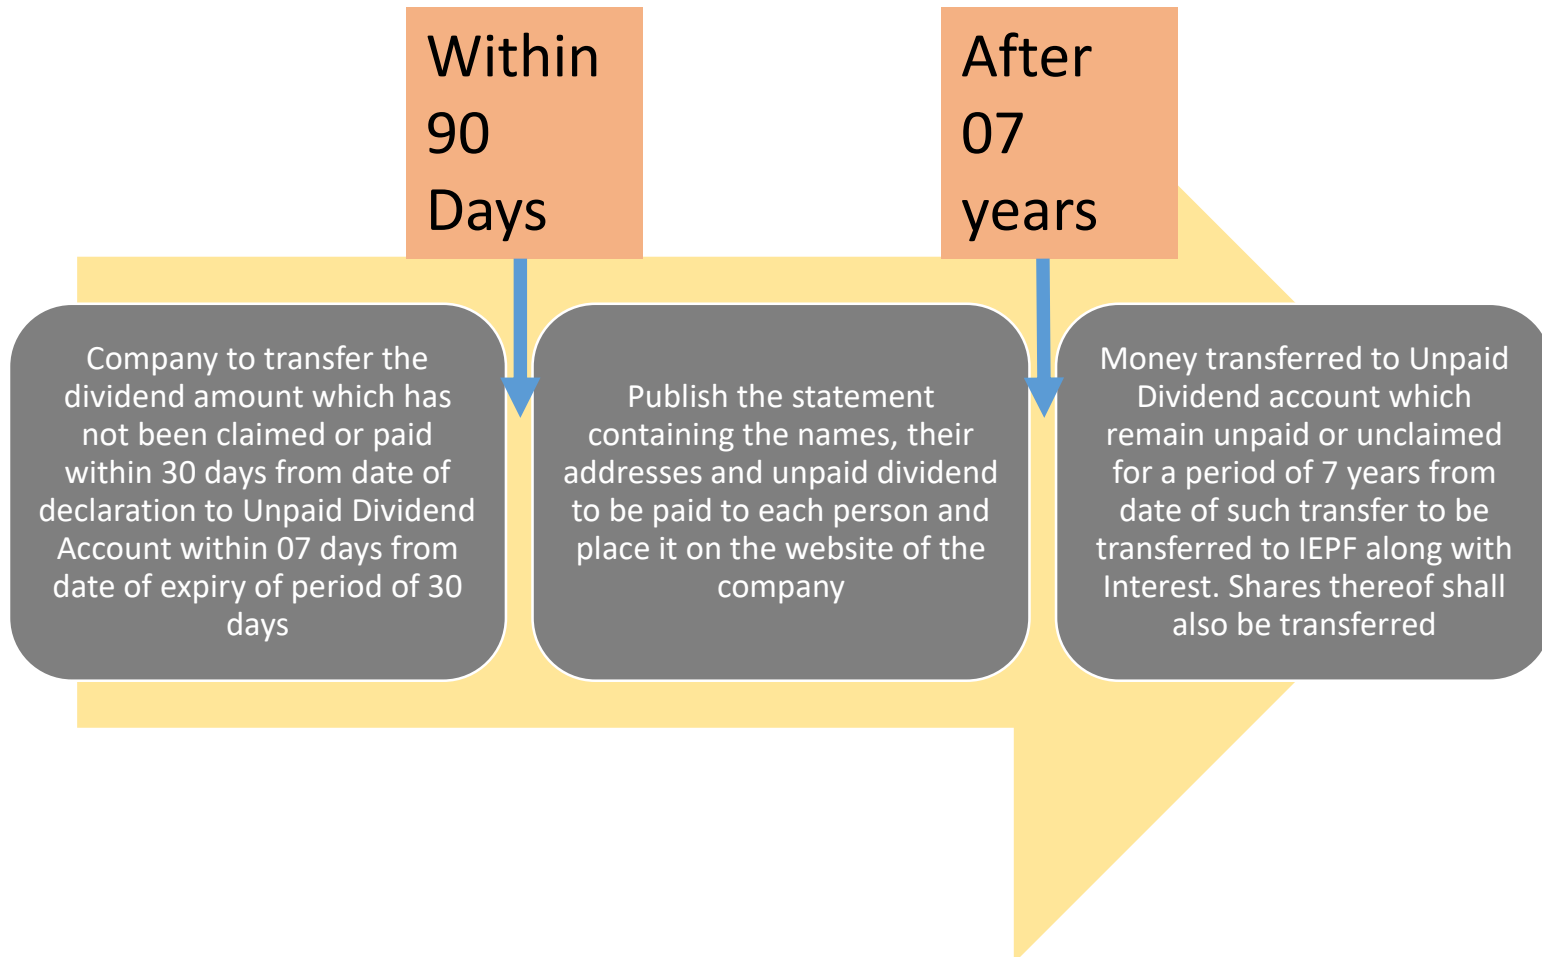 Within
90
Days
After
07
years
Company to transfer the
dividend amount which has
not been claimed or paid
within 30 days from date of
declaration to Unpaid Dividend
Account within 07 days from
date of expiry of period of 30
days
Publish the statement
containing the names, their
addresses and unpaid dividend
to be paid to each person and
place it on the website of the
company
Money transferred to Unpaid
Dividend account which
remain unpaid or unclaimed
for a period of 7 years from
date of such transfer to be
transferred to IEPF along with
Interest. Shares thereof shall
also be transferred